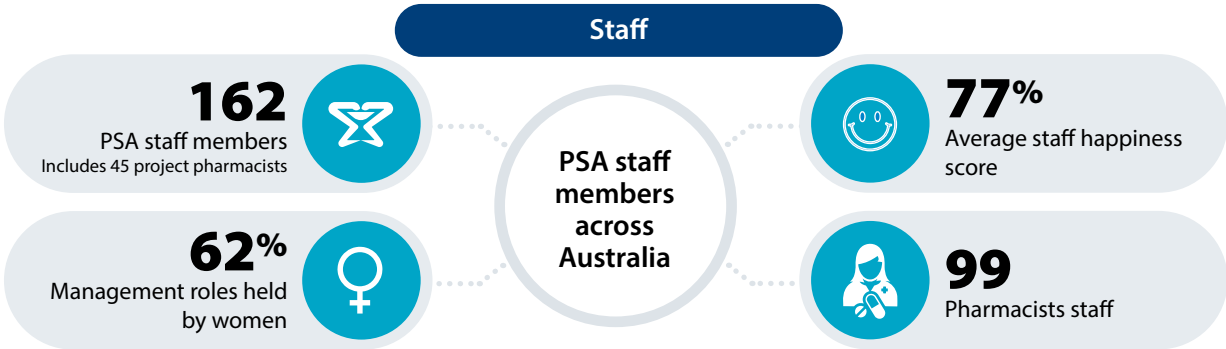 Staff
162
PSA staff members
Includes 45 project pharmacists
62%
Management roles held
by women
PSA staff
members
across
Australia
77%
Average staff happiness
score
99
Pharmacists staff